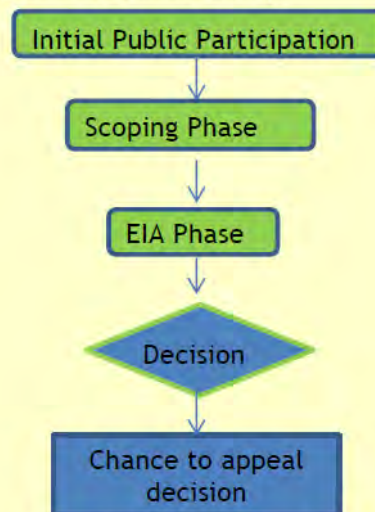 Initial Public Participation
Scoping Phase
EIA Phase
Decision
Chance to appeal
decision